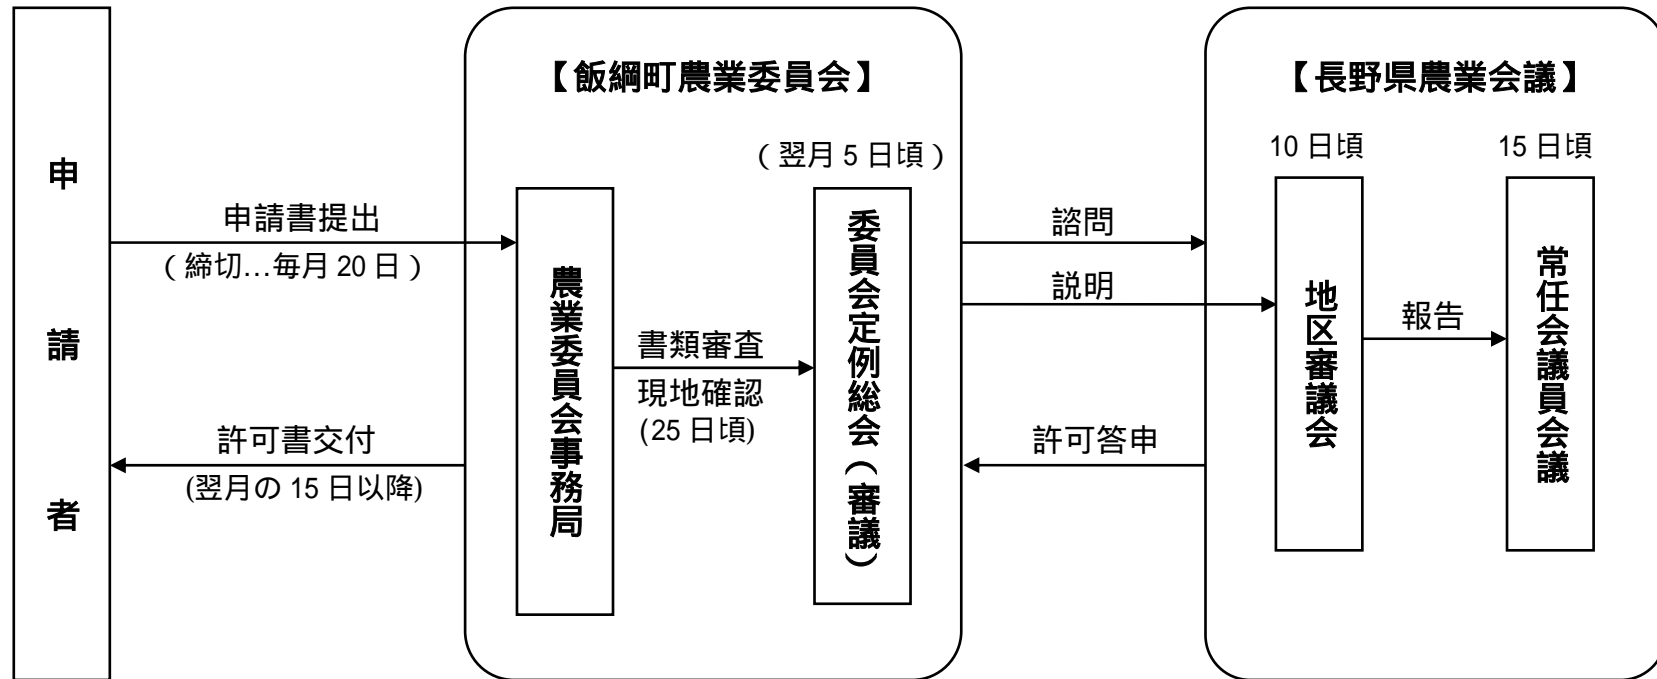 申請者
申請書提出
（締切…毎月20日）
許可書交付
(翌月の15日以降)
【飯綱町農業委員会】
（翌月5日頃）
農業委員会事務局
書類審査
現地確認
(25日頃)
委員会定例総会（審議）
諮問
説明
許可答申
【長野県農業会議】
10日頃
15日頃
地区審議会
報告
常任会議員会議